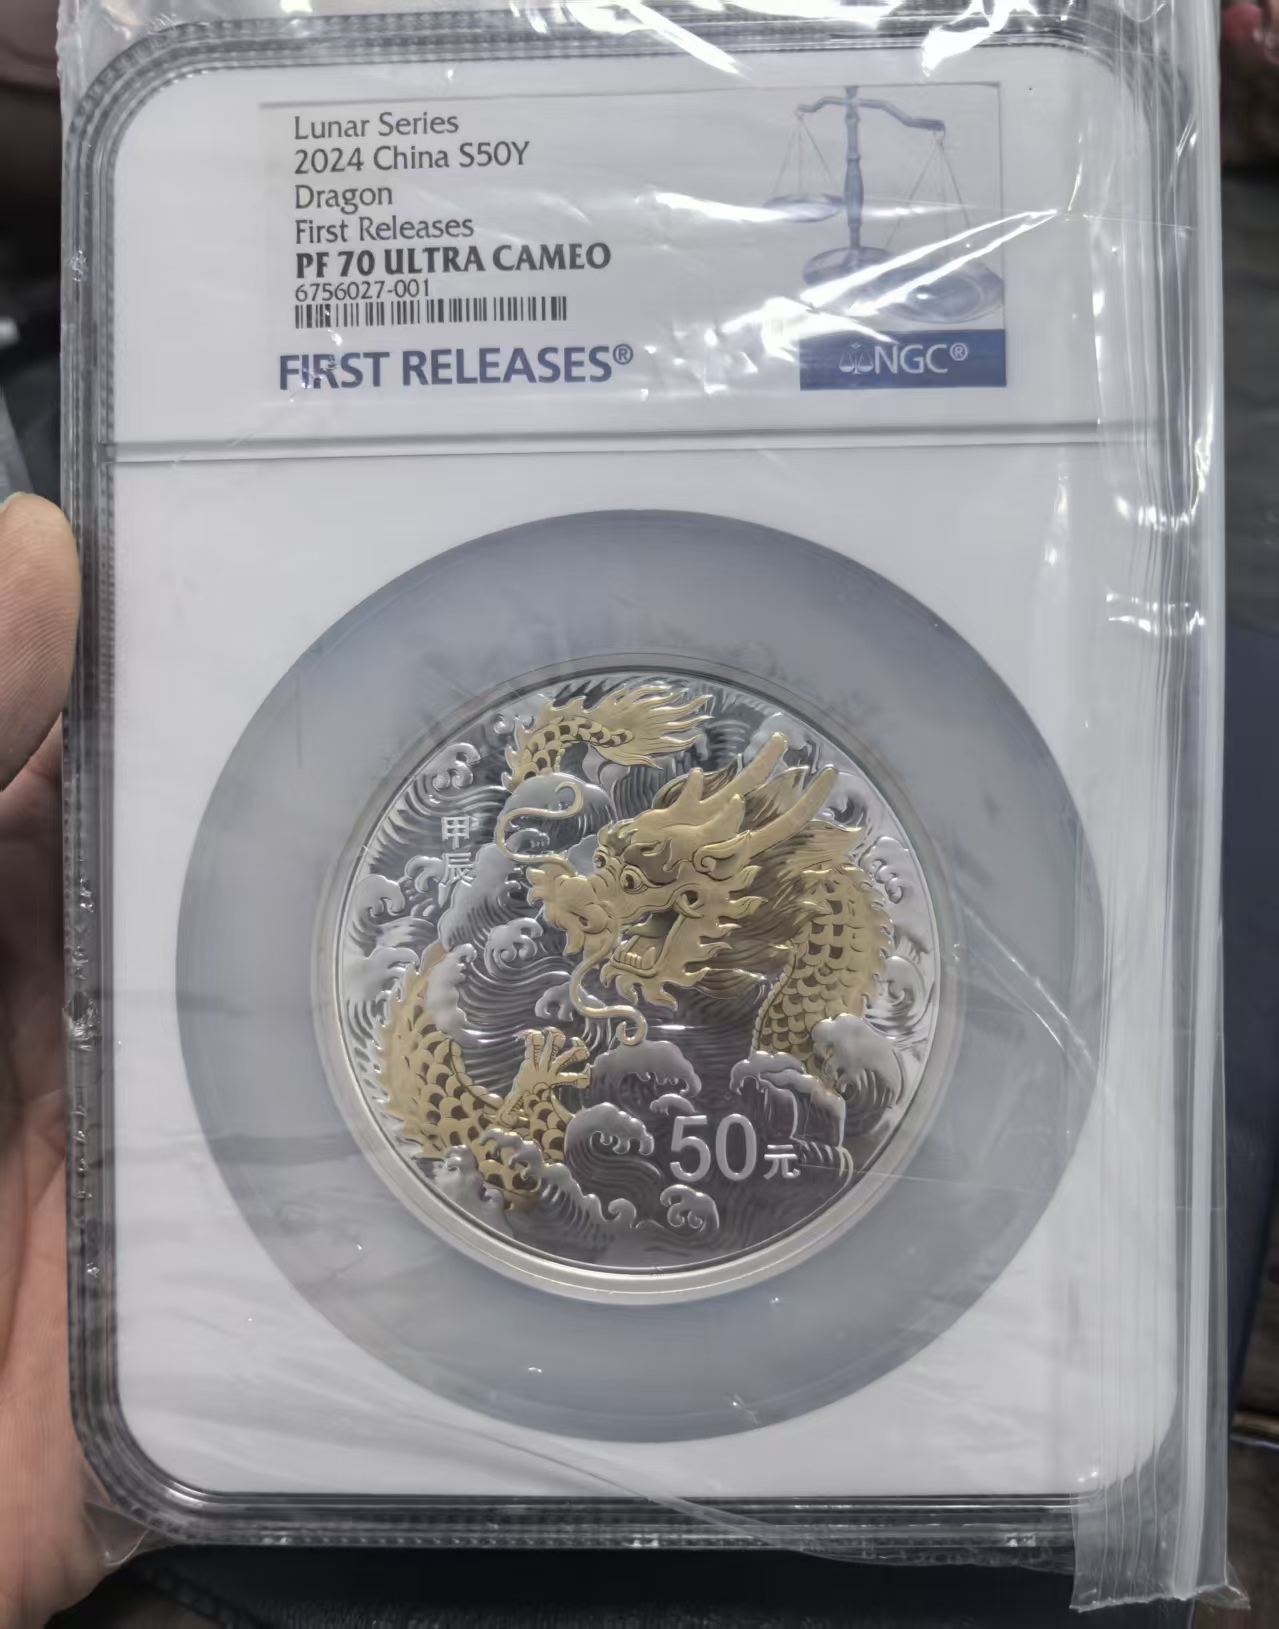 Lunar Series
2024 China S50Y
Dragon
First Releases
PF 70 ULTRA CAMEO
6756027-001
FIRST RELEASES®
NGC®
甲辰
50元